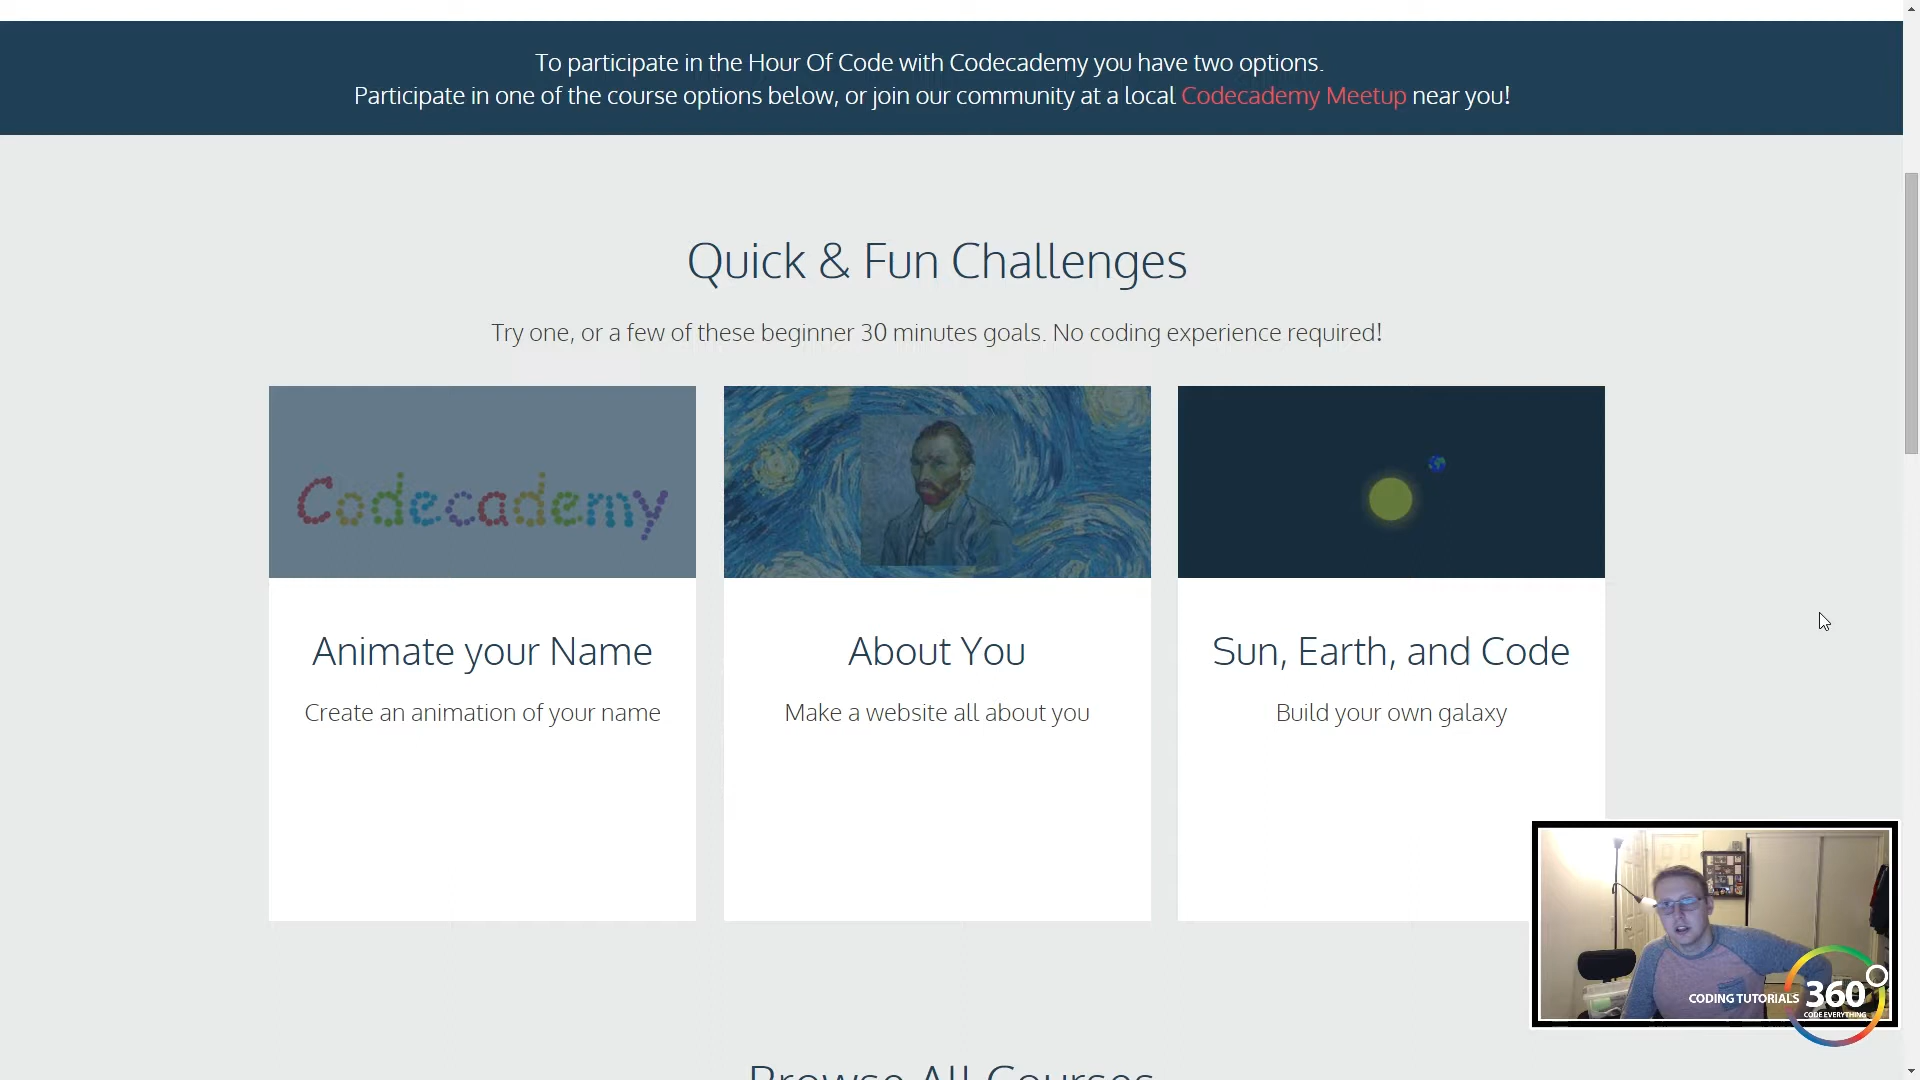 To participate in the Hour Of Code with Codecademy you have two options.
Participate in one of the course options below, or join our community at a local Codecademy Meetup near you!
Quick & Fun Challenges
Try one, or a few of these beginner 30 minutes goals. No coding experience required!
Codecademy
Animate your Name
Create an animation of your name
About You
Make a website all about you
Sun, Earth, and Code
Build your own galaxy
CODING TUTORIALS 360°
CODE EVERYTHING
Browse All Courses